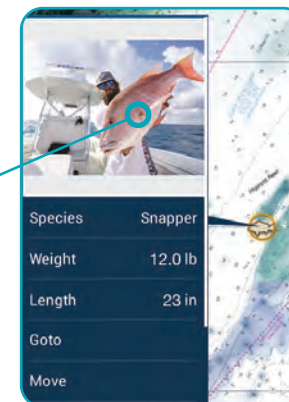 Species Snapper
Weight 12.0 lb
Length 23 in
Goto
Move